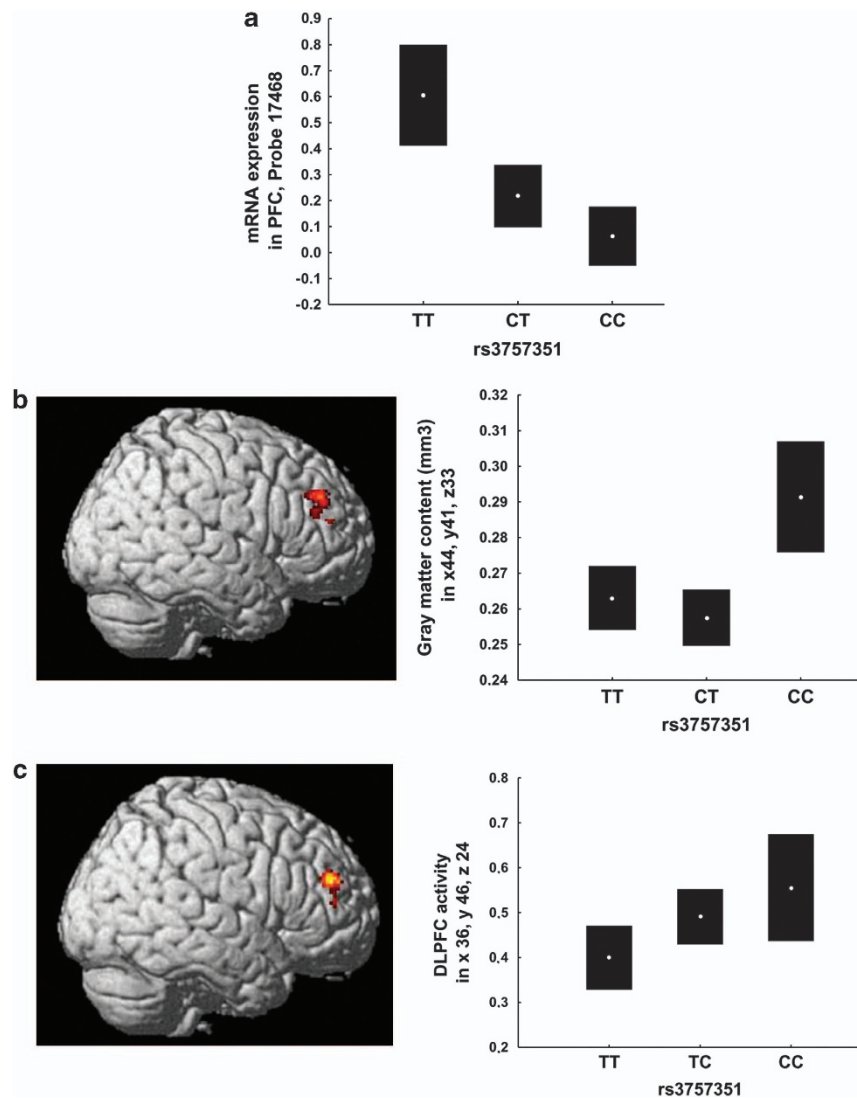 a
mRNA expression
in PFC, Probe 17468
0.9
0.8
0.7
0.6
0.5
0.4
0.3
0.2
0.1
0.0
-0.1
-0.2
TT CT CC
rs3757351
b
Gray matter content (mm3)
in x44, y41, z33
0.32
0.31
0.30
0.29
0.28
0.27
0.26
0.25
0.24
TT CT CC
rs3757351
c
DLPFC activity
in x 36, y 46, z 24
0.8
0.7
0.6
0.5
0.4
0.3
0,2
TT TC CC
rs3757351